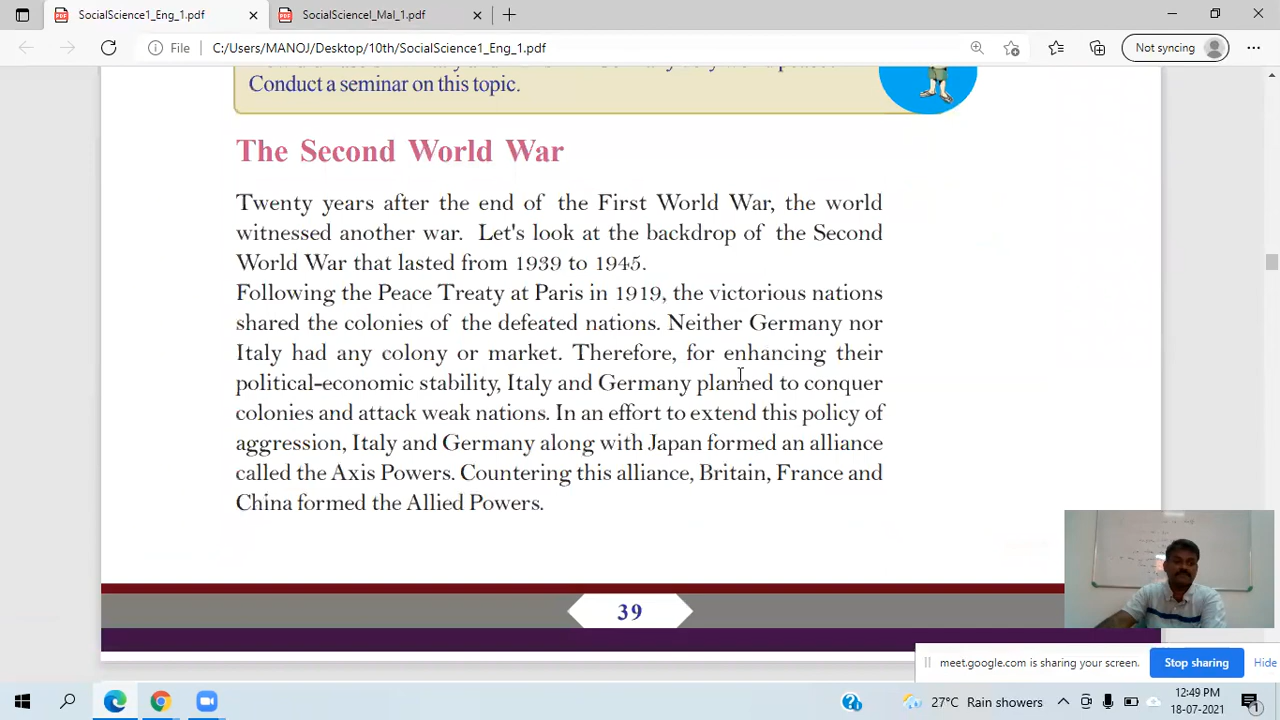 SocialScience1_Eng_1.pdf
SocialScienceI_Mal_1.pdf
File
C:/Users/MANOJ/Desktop/10th/SocialScience1_Eng_1.pdf
Not syncing
Conduct a seminar on this topic.
The Second World War
Twenty years after the end of the First World War, the world
witnessed another war. Let's look at the backdrop of the Second
World War that lasted from 1939 to 1945.
Following the Peace Treaty at Paris in 1919, the victorious nations
shared the colonies of the defeated nations. Neither Germany nor
Italy had any colony or market. Therefore, for enhancing their
political-economic stability, Italy and Germany planned to conquer
colonies and attack weak nations. In an effort to extend this policy of
aggression, Italy and Germany along with Japan formed an alliance
called the Axis Powers. Countering this alliance, Britain, France and
China formed the Allied Powers.
39
meet.google.com is sharing your screen.
Stop sharing
Hide
27°C Rain showers
12:49 PM
18-07-2021
1